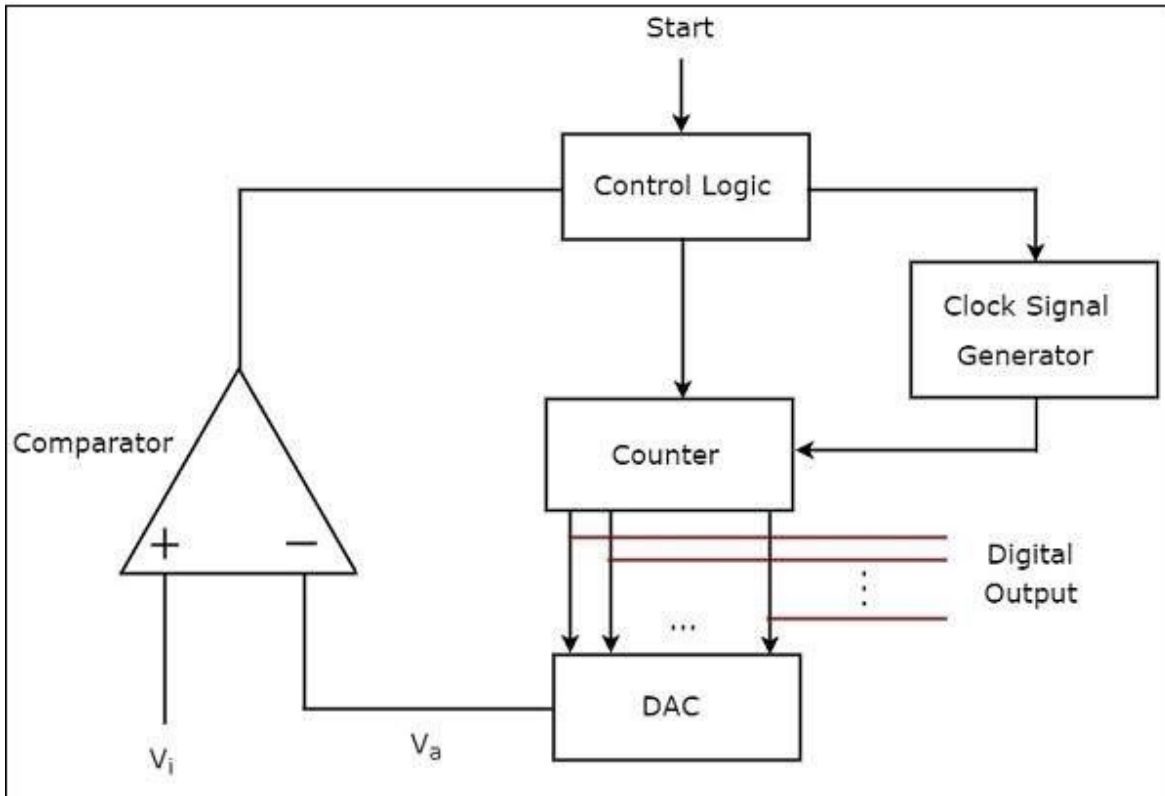 Start
Control Logic
Clock Signal
Generator
Comparator
Counter
+
−
Digital
Output
...
DAC
Vᵢ
Vₐ